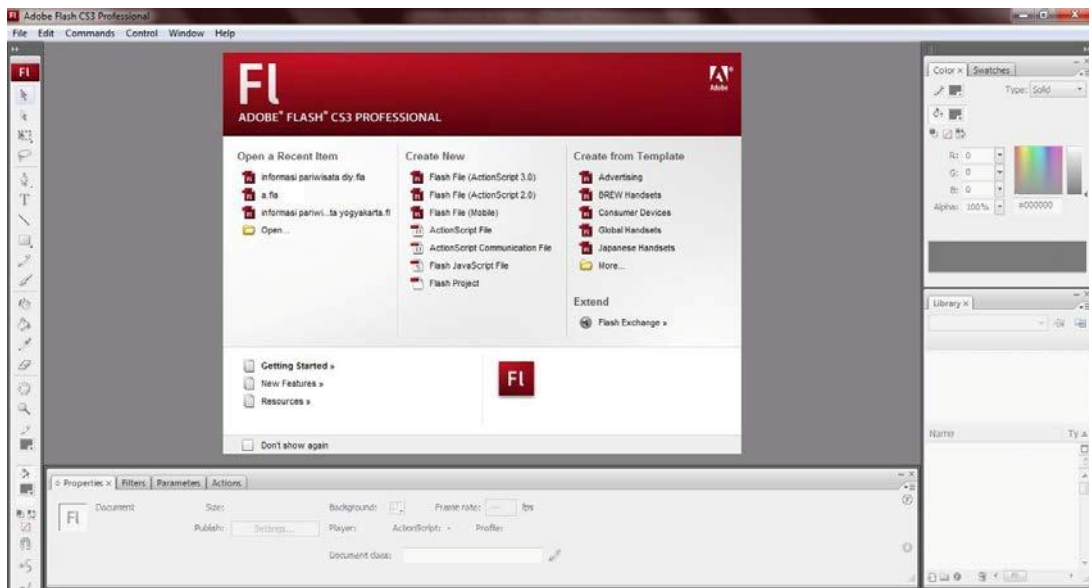 Adobe Flash CS3 Professional
File Edit Commands Control Window Help
Fl
Fl
Adobe
ADOBE® FLASH® CS3 PROFESSIONAL
Open a Recent Item
informasi pariwisata diy.fla
a.fla
informasi pariwi...ta yogyakarta.fl
Open...
Create New
Flash File (ActionScript 3.0)
Flash File (ActionScript 2.0)
Flash File (Mobile)
ActionScript File
ActionScript Communication File
Flash JavaScript File
Flash Project
Create from Template
Advertising
BREW Handsets
Consumer Devices
Global Handsets
Japanese Handsets
More...
Extend
Flash Exchange »
Getting Started »
New Features »
Resources »
Fl
Don't show again
Color × Swatches
Type: Solid
R: 0
G: 0
B: 0
Alpha: 100% #000000
Library ×
Name Ty
Properties × Filters Parameters Actions
Fl Document Size: Background: Frame rate: fps
Publish: Settings... Player: ActionScript: Profile:
Document class: